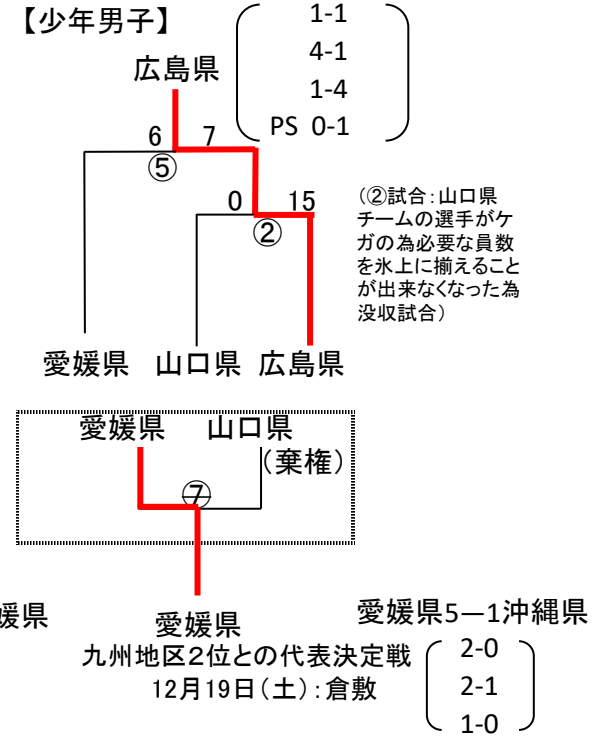 【少年男子】
1-1
4-1
1-4
PS 0-1
広島県
6 7
⑤
0 15
②
(②試合:山口県
チームの選手がケ
ガの為必要な員数
を氷上に揃えること
が出来なくなった為
没収試合)
愛媛県 山口県 広島県
愛媛県 山口県
(棄権)
⑦
媛県
愛媛県
愛媛県5―1沖縄県
九州地区2位との代表決定戦
12月19日(土):倉敷
2-0
2-1
1-0